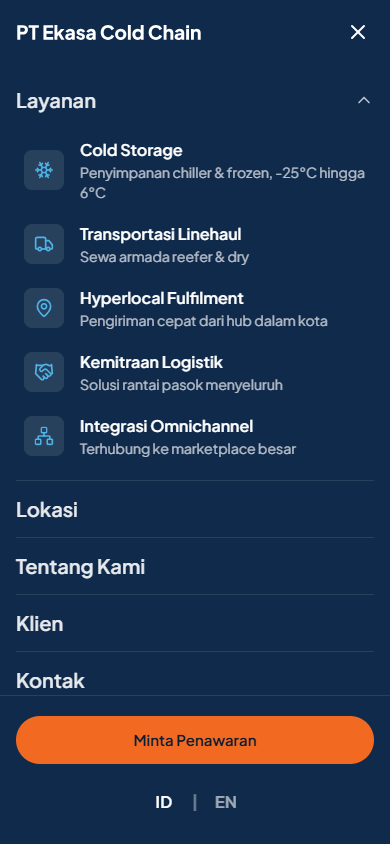 PT Ekasa Cold Chain
Layanan
Cold Storage
Penyimpanan chiller & frozen, -25°C hingga
6°C
Transportasi Linehaul
Sewa armada reefer & dry
Hyperlocal Fulfilment
Pengiriman cepat dari hub dalam kota
Kemitraan Logistik
Solusi rantai pasok menyeluruh
Integrasi Omnichannel
Terhubung ke marketplace besar
Lokasi
Tentang Kami
Klien
Kontak
Minta Penawaran
ID | EN